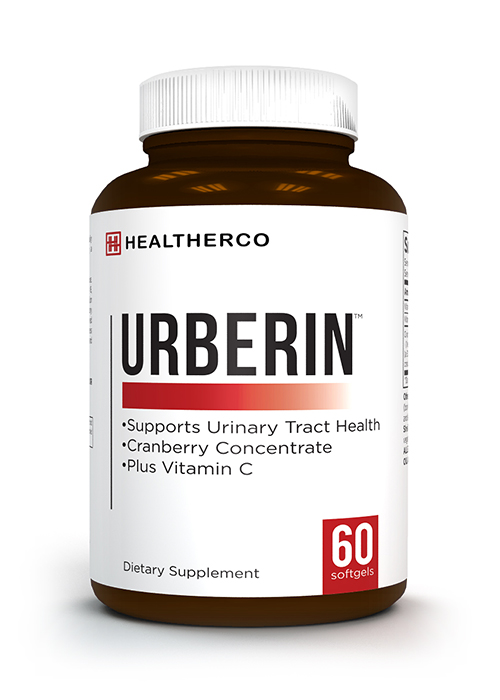 HEALTHERCO
URBERIN™
•Supports Urinary Tract Health
•Cranberry Concentrate
•Plus Vitamin C
60
softgels
Dietary Supplement